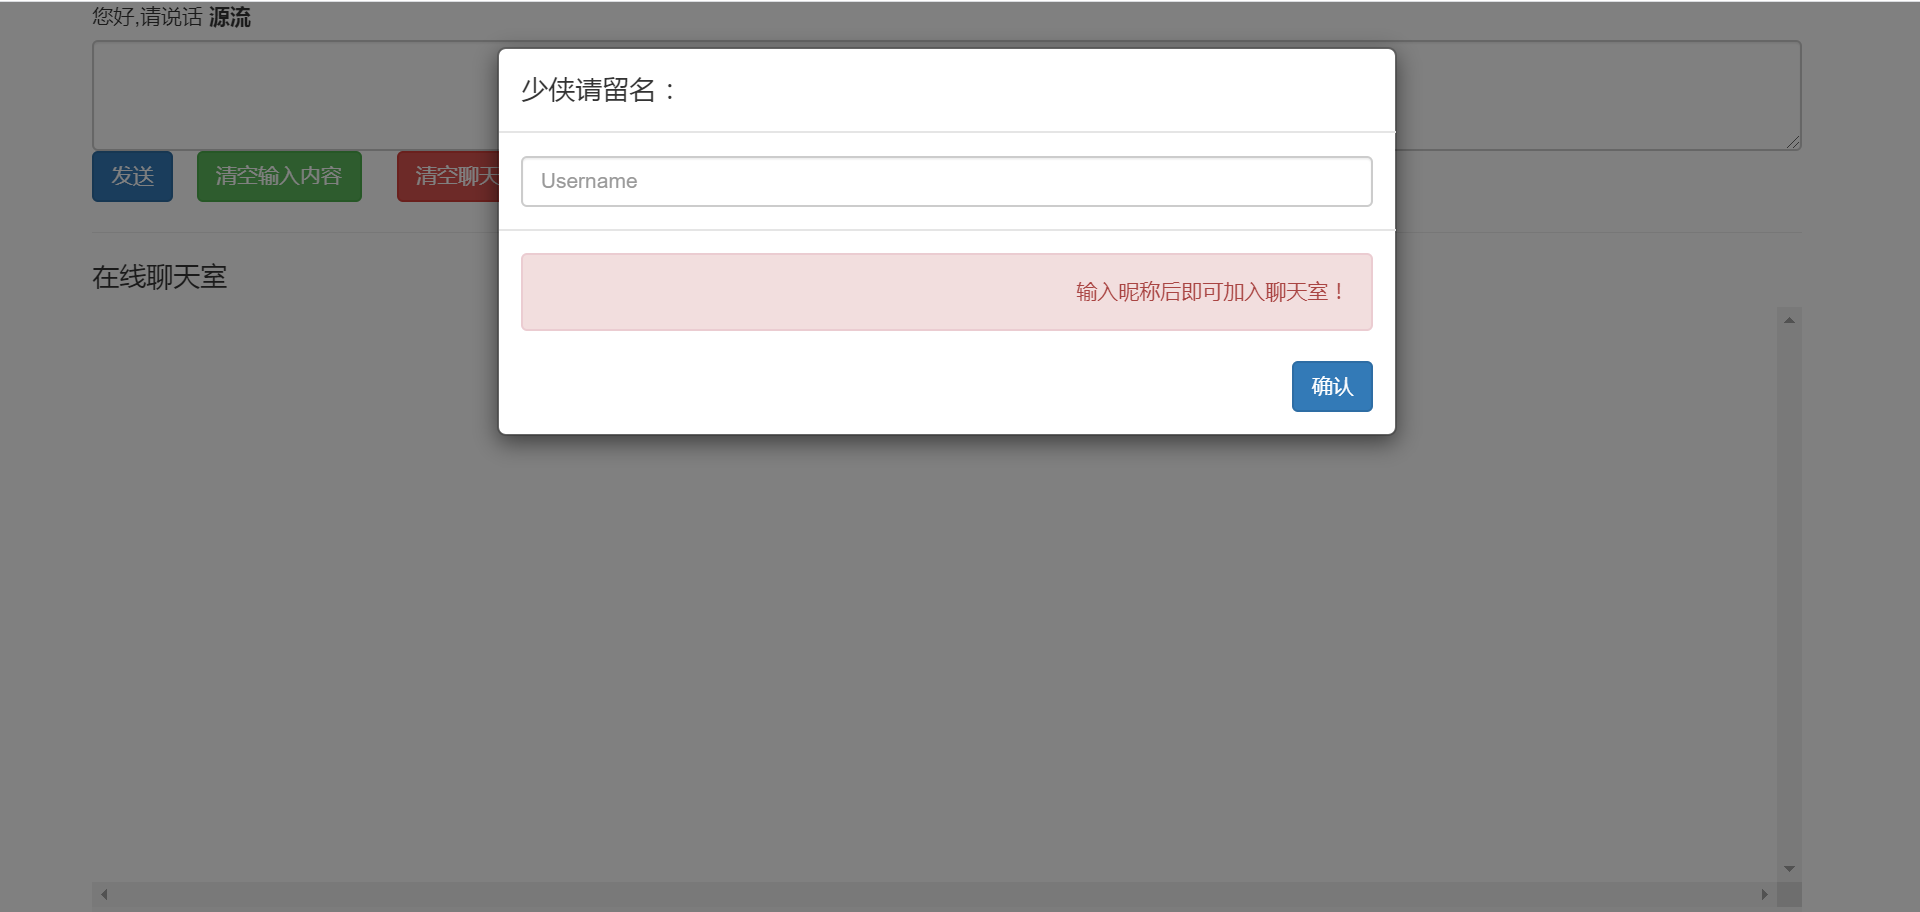 您好,请说话 源流
少侠请留名：
Username
发送
清空输入内容
清空聊天
输入昵称后即可加入聊天室！
在线聊天室
确认